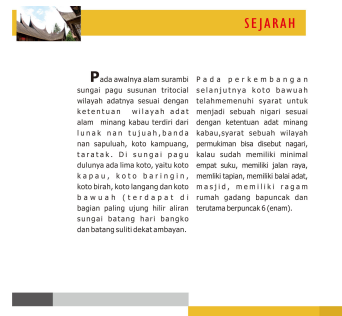 SEJARAH
Pada awalnya alam surambi
sungai pagu susunan tritocial
wilayah adatnya sesuai dengan
ketentuan wilayah adat
alam minang kabau terdiri dari
lunak nan tujuah,banda
nan sapuluah, koto kampuang,
taratak. Di sungai pagu
dulunya ada lima koto, yaitu koto
kapau, koto baringin,
koto birah, koto langang dan koto
bawuah (terdapat di
bagian paling ujung hilir aliran
sungai batang hari bangko
dan batang suliti dekat ambayan.
Pada perkembangan
selanjutnya koto bawuah
telahmemenuhi syarat untuk
menjadi sebuah nigari sesuai
dengan ketentuan adat minang
kabau,syarat sebuah wilayah
permukiman bisa disebut nagari,
kalau sudah memiliki minimal
empat suku, memiliki jalan raya,
memiliki tapian, memiliki balai adat,
masjid, memiliki ragam
rumah gadang bapuncak dan
terutama berpuncak 6 (enam).